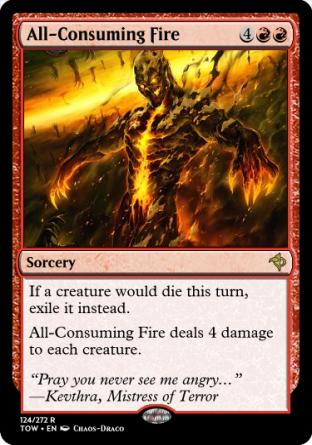 All-Consuming Fire 4
Sorcery
If a creature would die this turn,
exile it instead.
All-Consuming Fire deals 4 damage
to each creature.
“Pray you never see me angry…”
—Kevthra, Mistress of Terror
124/272 R
TOW • EN Chaos-Draco